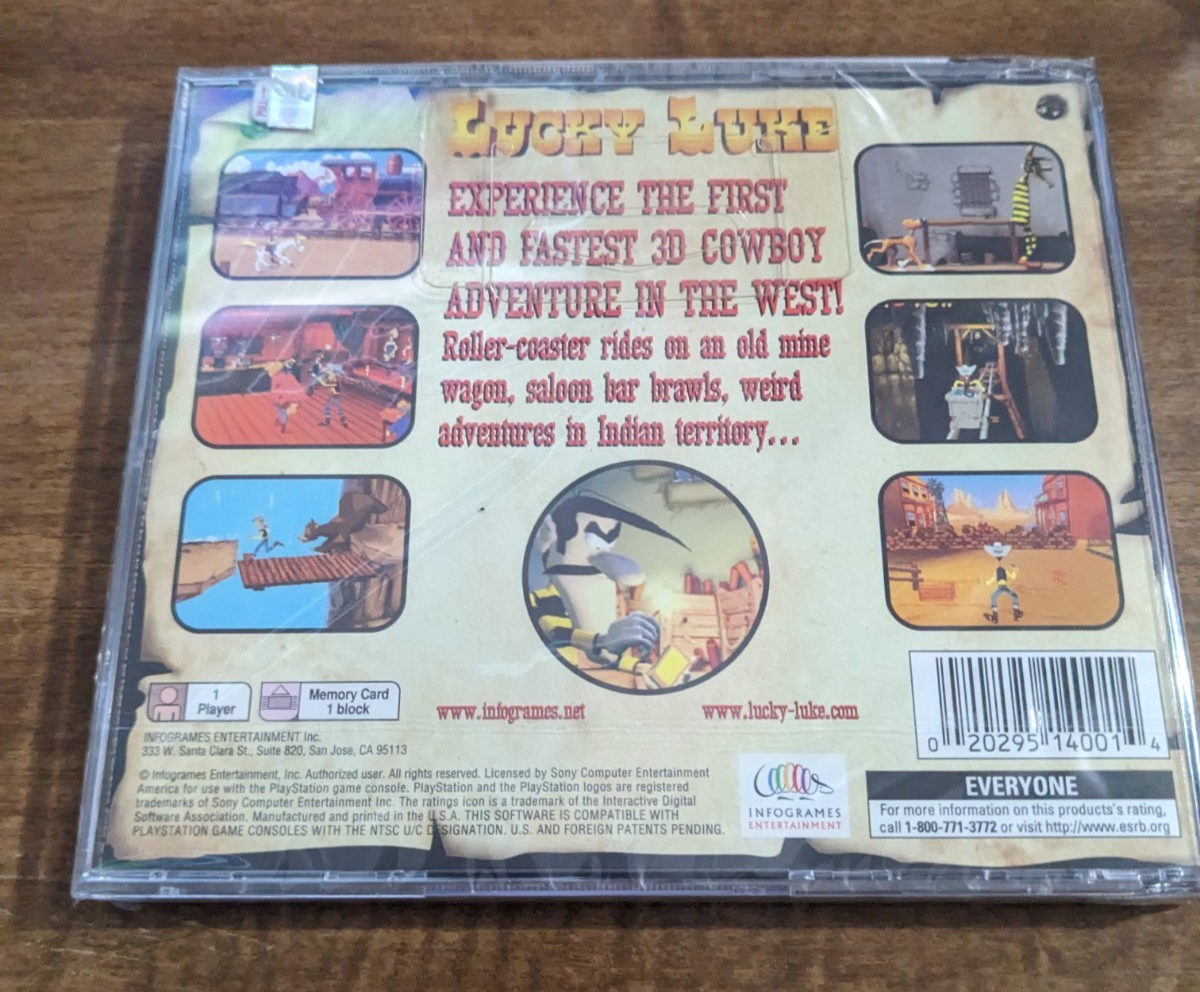 LUCKY LUKE
EXPERIENCE THE FIRST
AND FASTEST 3D COWBOY
ADVENTURE IN THE WEST!
Roller-coaster rides on an old mine
wagon, saloon bar brawls, weird
adventures in Indian territory...
1
Player
Memory Card
1 block
www.infogrames.net
www.lucky-luke.com
INFOGRAMES ENTERTAINMENT Inc.
333 W. Santa Clara St., Suite 820, San Jose, CA 95113
© Infogrames Entertainment, Inc. Authorized user. All rights reserved. Licensed by Sony Computer Entertainment
America for use with the PlayStation game console. PlayStation and the PlayStation logos are registered
trademarks of Sony Computer Entertainment Inc. The ratings icon is a trademark of the Interactive Digital
Software Association. Manufactured and printed in the U.S.A. THIS SOFTWARE IS COMPATIBLE WITH
PLAYSTATION GAME CONSOLES WITH THE NTSC U/C DESIGNATION. U.S. AND FOREIGN PATENTS PENDING.
INFOGRAMES
ENTERTAINMENT
0 20295 14001 4
EVERYONE
For more information on this products's rating,
call 1-800-771-3772 or visit http://www.esrb.org